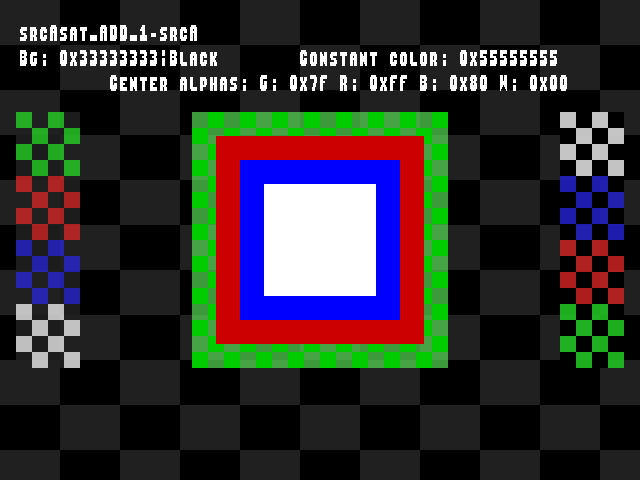 srcAsat_ADD_1-srcA
Bg: 0x33333333¦Black Constant color: 0x55555555
Center alphas: G: 0x7F R: 0xFF B: 0x80 W: 0x00